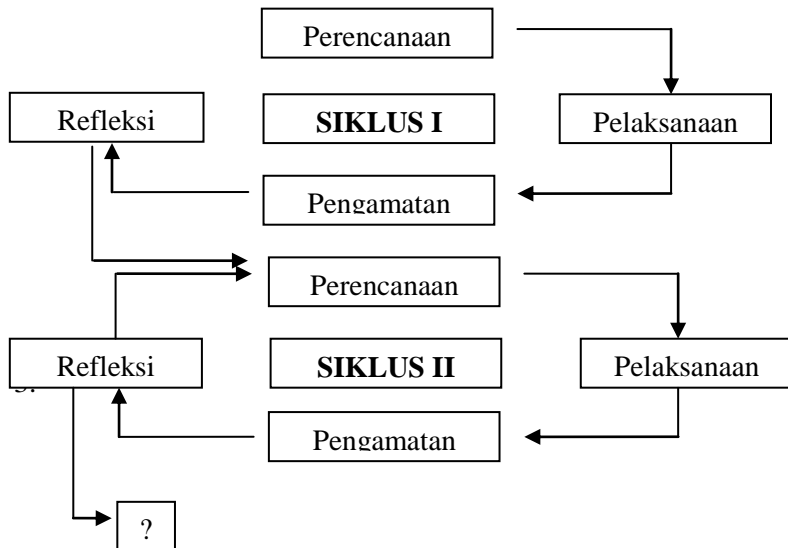 Perencanaan
Refleksi
SIKLUS I
Pelaksanaan
Pengamatan
Perencanaan
Refleksi
SIKLUS II
Pelaksanaan
Pengamatan
?